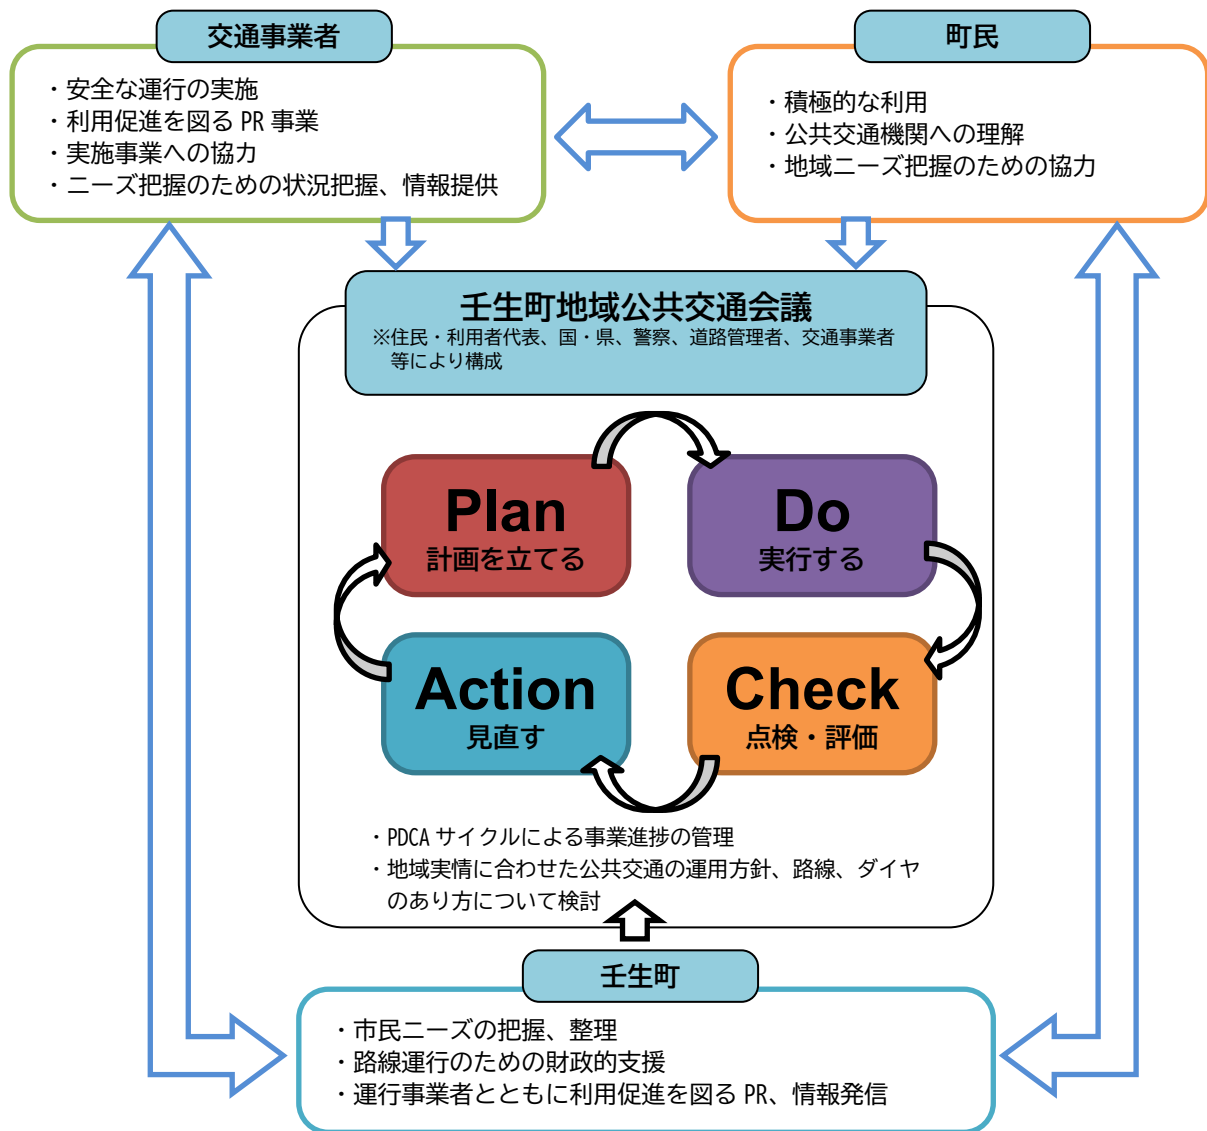 交通事業者
・安全な運行の実施
・利用促進を図る PR 事業
・実施事業への協力
・ニーズ把握のための状況把握、情報提供
町民
・積極的な利用
・公共交通機関への理解
・地域ニーズ把握のための協力
壬生町地域公共交通会議
※住民・利用者代表、国・県、警察、道路管理者、交通事業者
等により構成
Plan
計画を立てる
Do
実行する
Action
見直す
Check
点検・評価
・PDCA サイクルによる事業進捗の管理
・地域実情に合わせた公共交通の運用方針、路線、ダイヤ
のあり方について検討
壬生町
・市民ニーズの把握、整理
・路線運行のための財政的支援
・運行事業者とともに利用促進を図る PR、情報発信